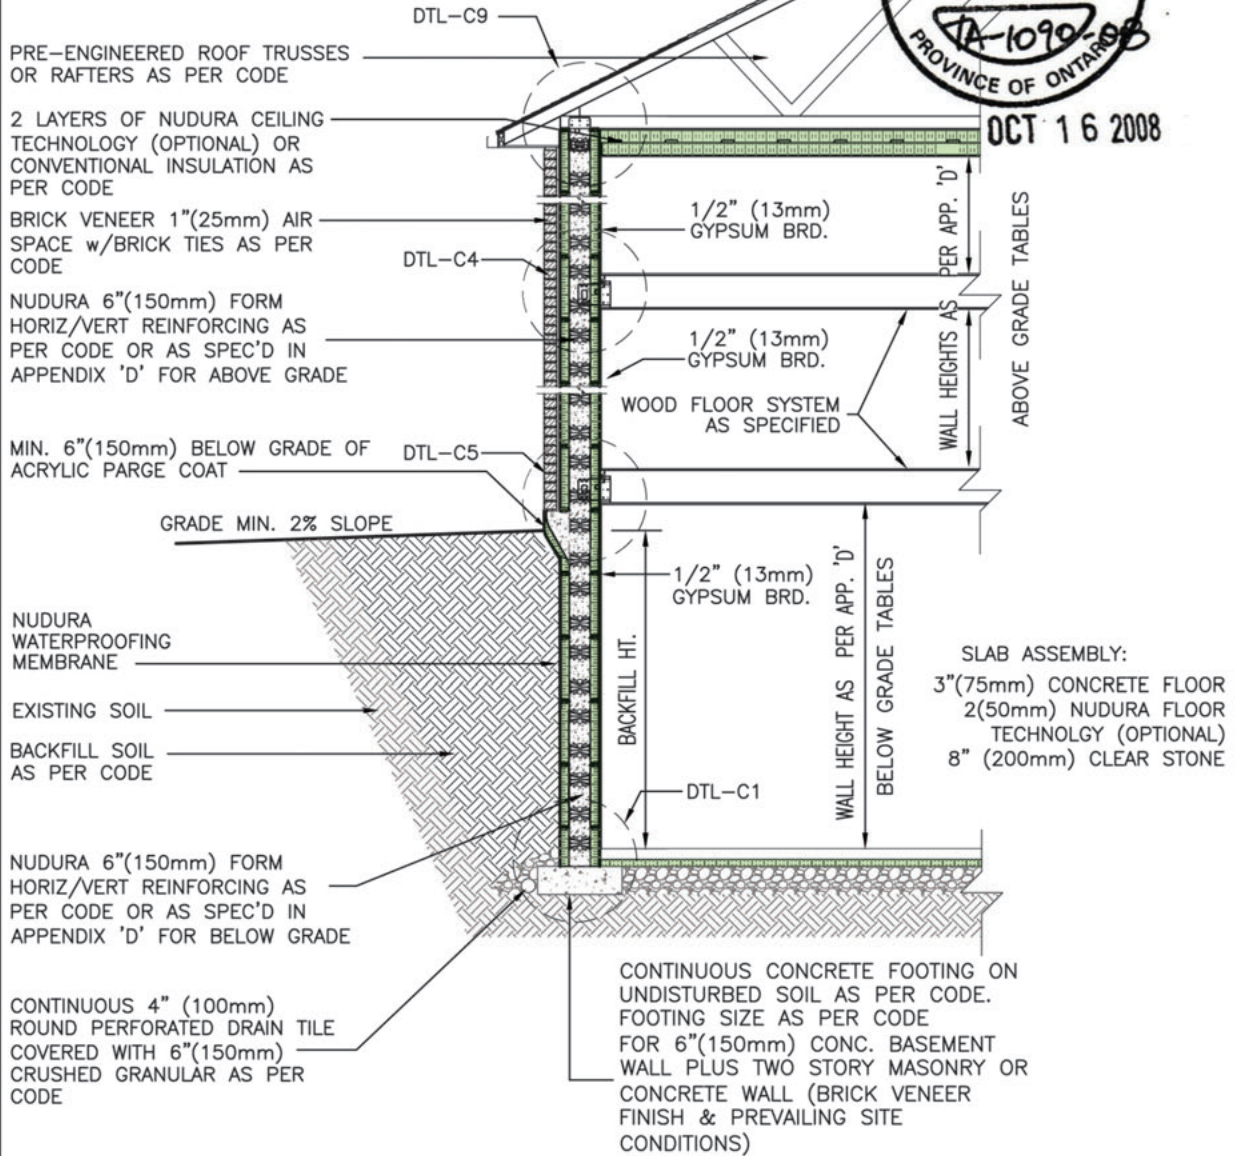 DTL-C9
PRE-ENGINEERED ROOF TRUSSES
OR RAFTERS AS PER CODE
TA-1090-08
PROVINCE OF ONTARIO
OCT 16 2008
2 LAYERS OF NUDURA CEILING
TECHNOLOGY (OPTIONAL) OR
CONVENTIONAL INSULATION AS
PER CODE
BRICK VENEER 1"(25mm) AIR
SPACE w/BRICK TIES AS PER
CODE
DTL-C4
1/2" (13mm)
GYPSUM BRD.
NUDURA 6"(150mm) FORM
HORIZ/VERT REINFORCING AS
PER CODE OR AS SPEC'D IN
APPENDIX 'D' FOR ABOVE GRADE
1/2" (13mm)
GYPSUM BRD.
WOOD FLOOR SYSTEM
AS SPECIFIED
WALL HEIGHTS AS PER APP. 'D'
ABOVE GRADE TABLES
MIN. 6"(150mm) BELOW GRADE OF
ACRYLIC PARGE COAT
DTL-C5
GRADE MIN. 2% SLOPE
1/2" (13mm)
GYPSUM BRD.
NUDURA
WATERPROOFING
MEMBRANE
EXISTING SOIL
BACKFILL SOIL
AS PER CODE
BACKFILL HT.
WALL HEIGHT AS PER APP. 'D'
BELOW GRADE TABLES
SLAB ASSEMBLY:
3"(75mm) CONCRETE FLOOR
2(50mm) NUDURA FLOOR
TECHNOLGY (OPTIONAL)
8" (200mm) CLEAR STONE
DTL-C1
NUDURA 6"(150mm) FORM
HORIZ/VERT REINFORCING AS
PER CODE OR AS SPEC'D IN
APPENDIX 'D' FOR BELOW GRADE
CONTINUOUS 4" (100mm)
ROUND PERFORATED DRAIN TILE
COVERED WITH 6"(150mm)
CRUSHED GRANULAR AS PER
CODE
CONTINUOUS CONCRETE FOOTING ON
UNDISTURBED SOIL AS PER CODE.
FOOTING SIZE AS PER CODE
FOR 6"(150mm) CONC. BASEMENT
WALL PLUS TWO STORY MASONRY OR
CONCRETE WALL (BRICK VENEER
FINISH & PREVAILING SITE
CONDITIONS)